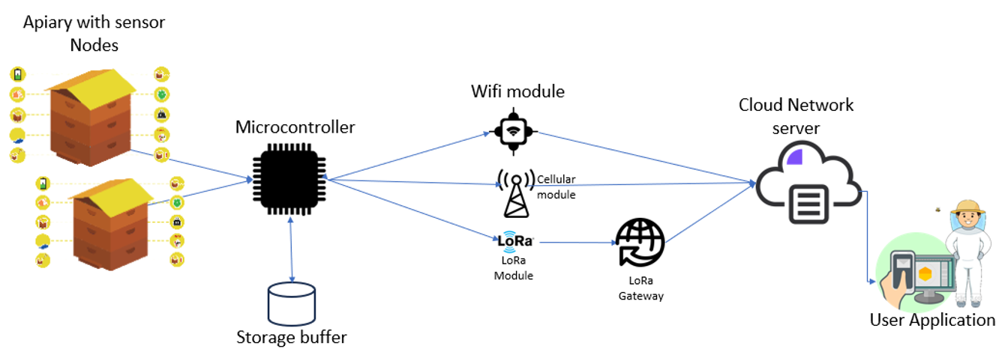 Apiary with sensor
Nodes
Microcontroller
Storage buffer
Wifi module
Cellular
module
LoRa
LoRa
Module
LoRa
Gateway
Cloud Network
server
User Application